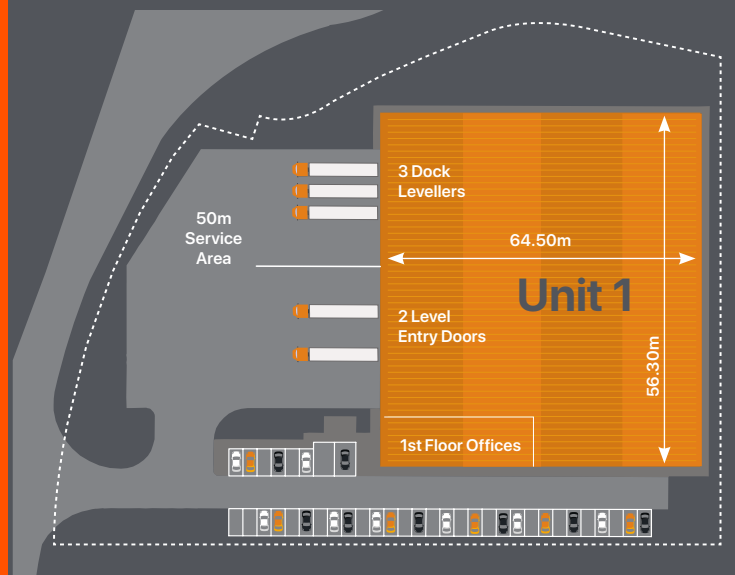 3 Dock
Levellers
50m
Service
Area
64.50m
Unit 1
2 Level
Entry Doors
56.30m
1st Floor Offices